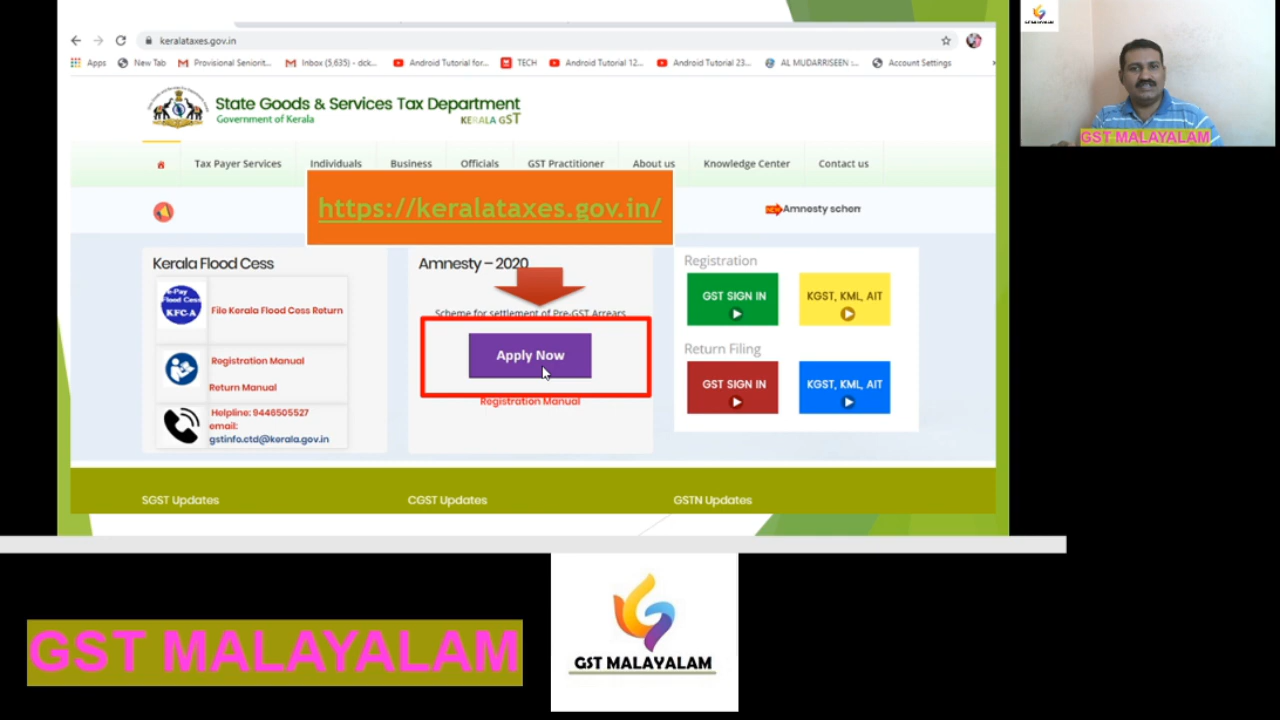 keralataxes.gov.in
Apps
New Tab
Provisional Seniorit...
Inbox (5,635) - dck...
Android Tutorial for...
TECH
Android Tutorial 12...
Android Tutorial 23...
AL MUDARRISEEN :...
Account Settings
State Goods & Services Tax Department
Government of Kerala
KERALA GST
Tax Payer Services
Individuals
Business
Officials
GST Practitioner
About us
Knowledge Center
Contact us
https://keralataxes.gov.in/
Amnesty schem
Kerala Flood Cess
e-Pay
Flood Cess
KFC-A
File Kerala Flood Cess Return
Registration Manual
Return Manual
Helpline: 9446505527
email:
gstinfo.ctd@kerala.gov.in
Amnesty – 2020
Scheme for settlement of Pre-GST Arrears
Apply Now
Registration Manual
Registration
GST SIGN IN
KGST, KML, AIT
Return Filing
GST SIGN IN
KGST, KML, AIT
SGST Updates
CGST Updates
GSTN Updates
GST MALAYALAM
GST MALAYALAM
GST MALAYALAM